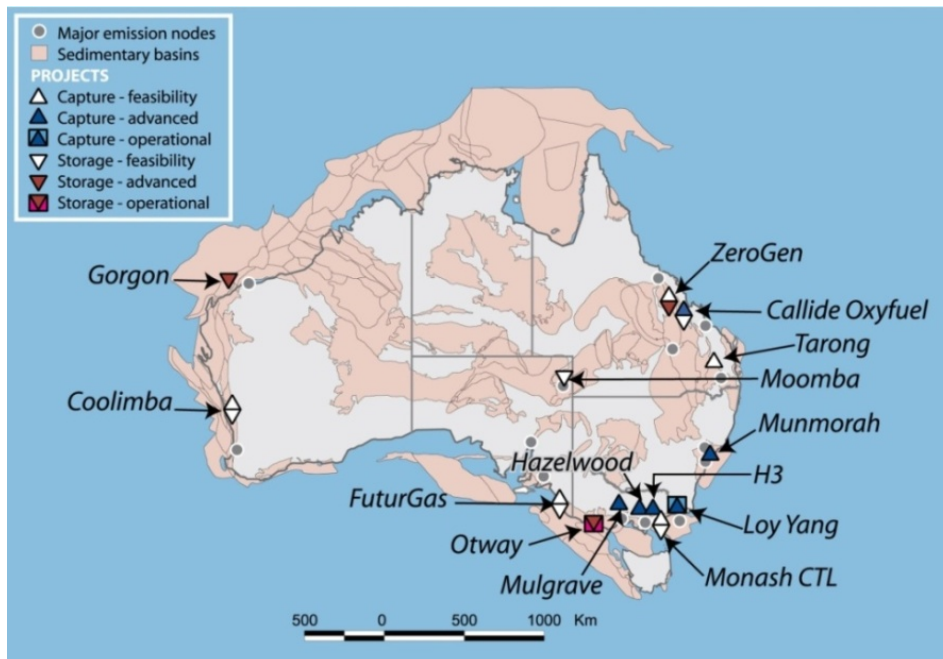 Major emission nodes
Sedimentary basins
PROJECTS
Capture - feasibility
Capture - advanced
Capture - operational
Storage - feasibility
Storage - advanced
Storage - operational
ZeroGen
Gorgon
Callide Oxyfuel
Tarong
Moomba
Coolimba
Munmorah
Hazelwood
H3
FuturGas
Loy Yang
Otway
Mulgrave
Monash CTL
500 0 500 1000 Km